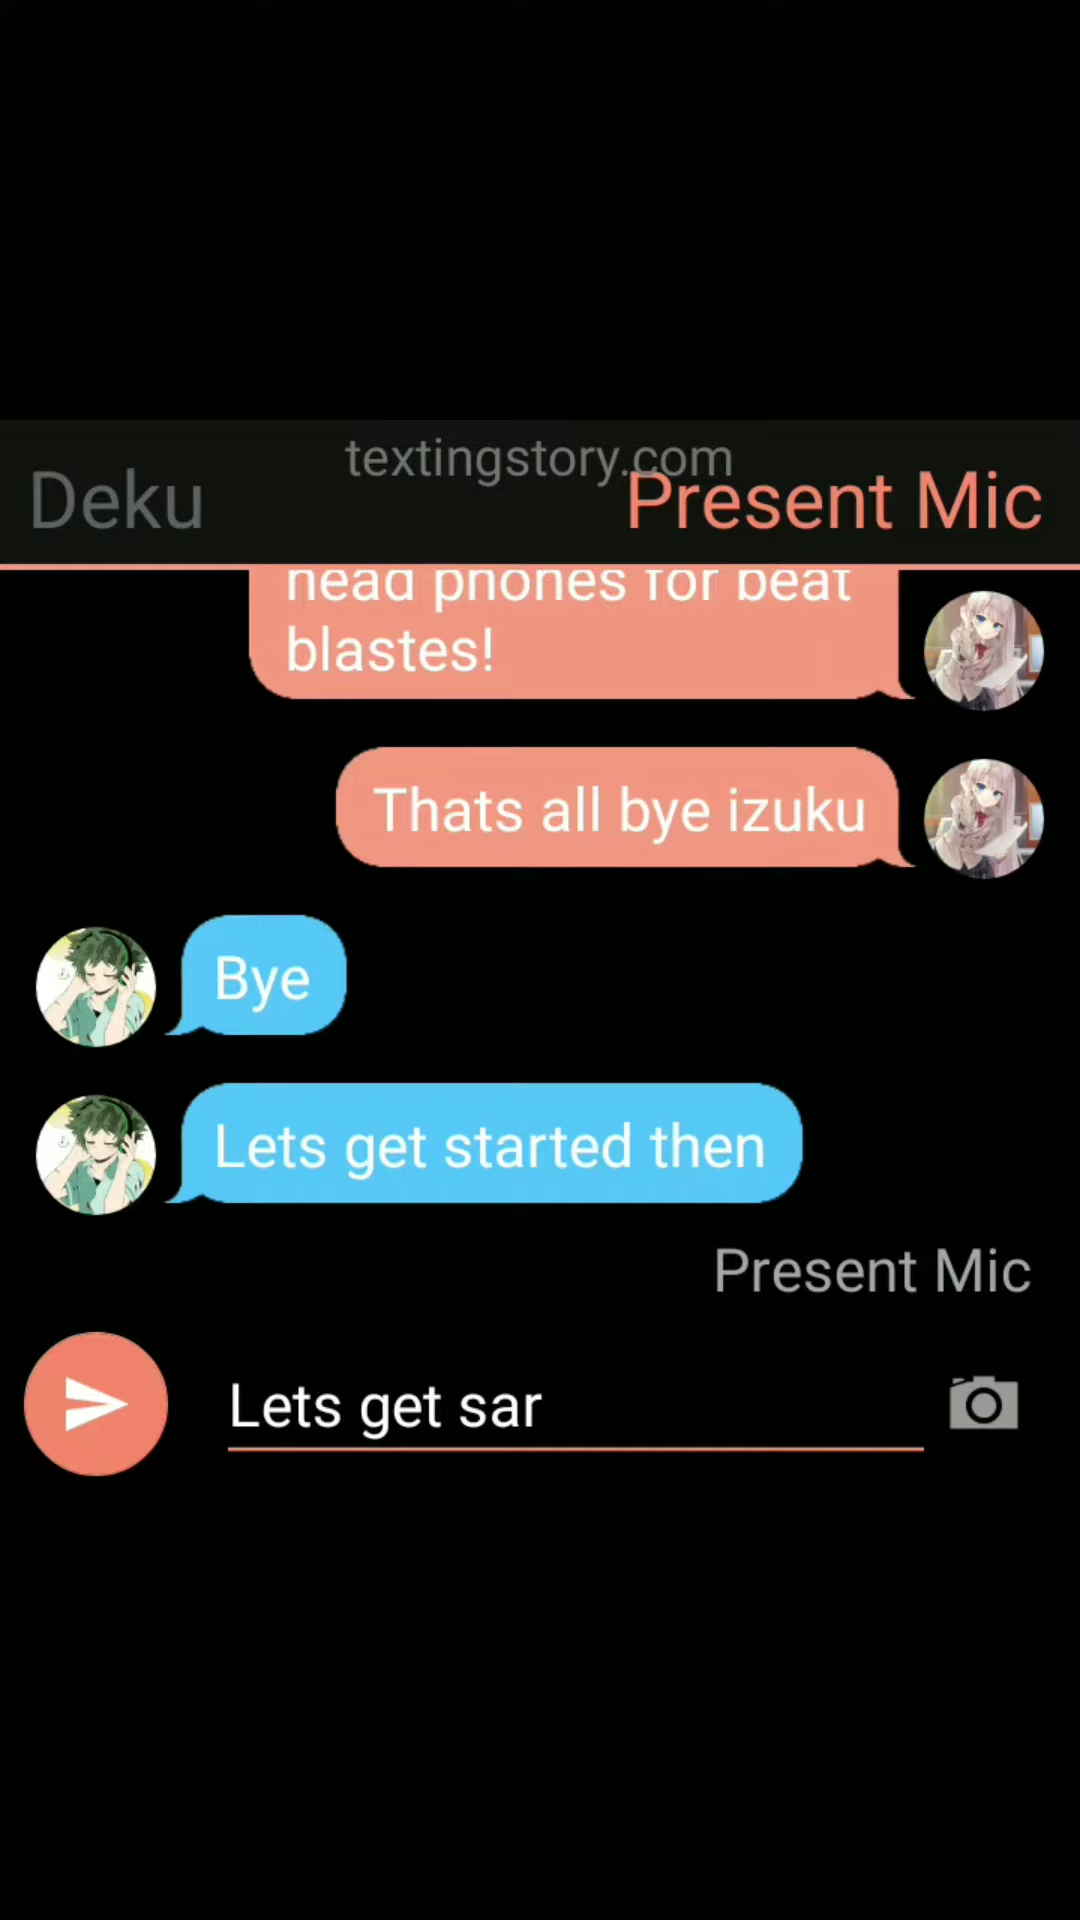 textingstory.com
Deku
Present Mic
head phones for beat
blastes!
Thats all bye izuku
Bye
Lets get started then
Present Mic
Lets get sar